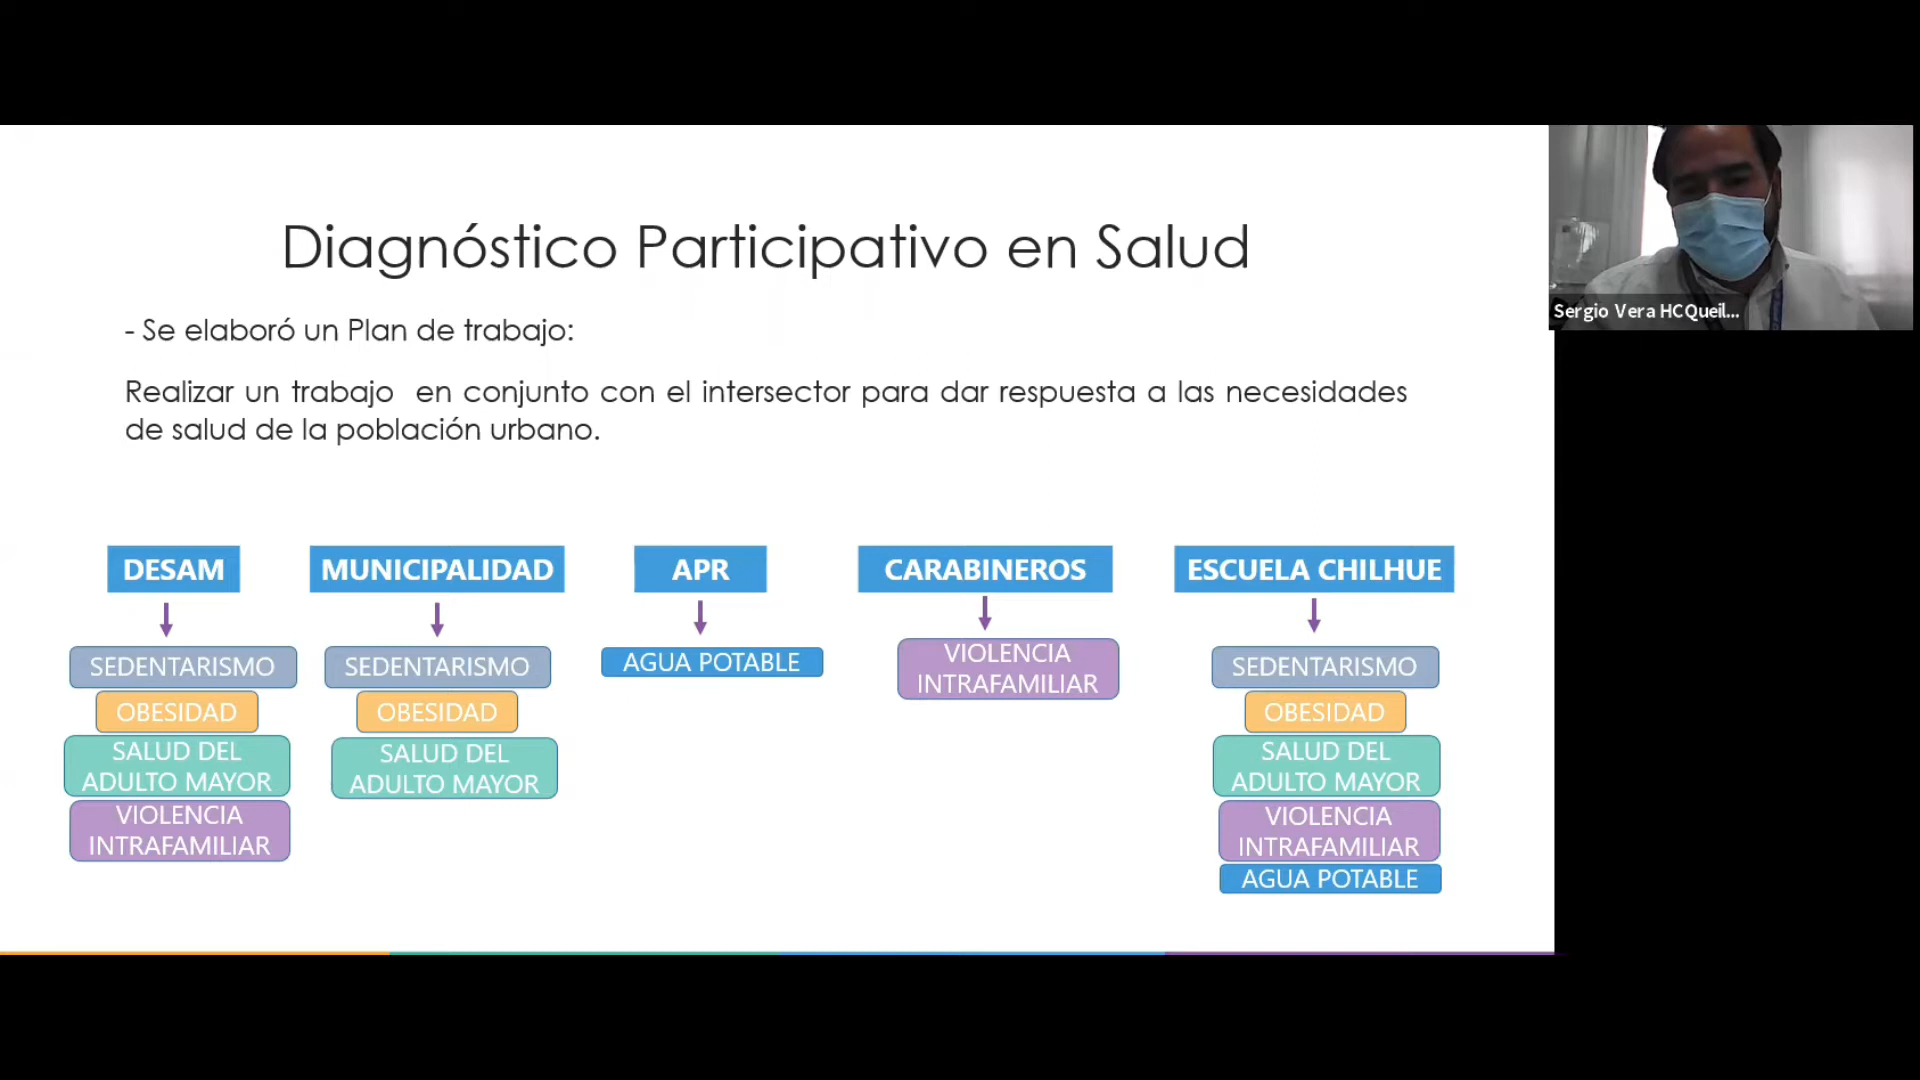 Diagnóstico Participativo en Salud
Sergio Vera HCQueil...
- Se elaboró un Plan de trabajo:
Realizar un trabajo en conjunto con el intersector para dar respuesta a las necesidades
de salud de la población urbano.
DESAM
SEDENTARISMO
OBESIDAD
SALUD DEL
ADULTO MAYOR
VIOLENCIA
INTRAFAMILIAR
MUNICIPALIDAD
SEDENTARISMO
OBESIDAD
SALUD DEL
ADULTO MAYOR
APR
AGUA POTABLE
CARABINEROS
VIOLENCIA
INTRAFAMILIAR
ESCUELA CHILHUE
SEDENTARISMO
OBESIDAD
SALUD DEL
ADULTO MAYOR
VIOLENCIA
INTRAFAMILIAR
AGUA POTABLE